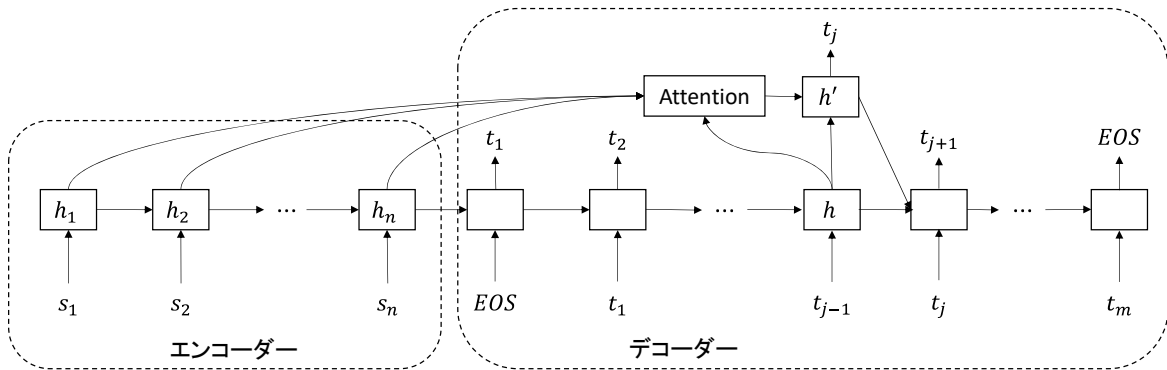 t_j
Attention h′
t_1 t_2 t_{j+1} EOS
h_1 h_2 ... h_n ... h ...
s_1 s_2 s_n EOS t_1 t_{j−1} t_j t_m
エンコーダー デコーダー